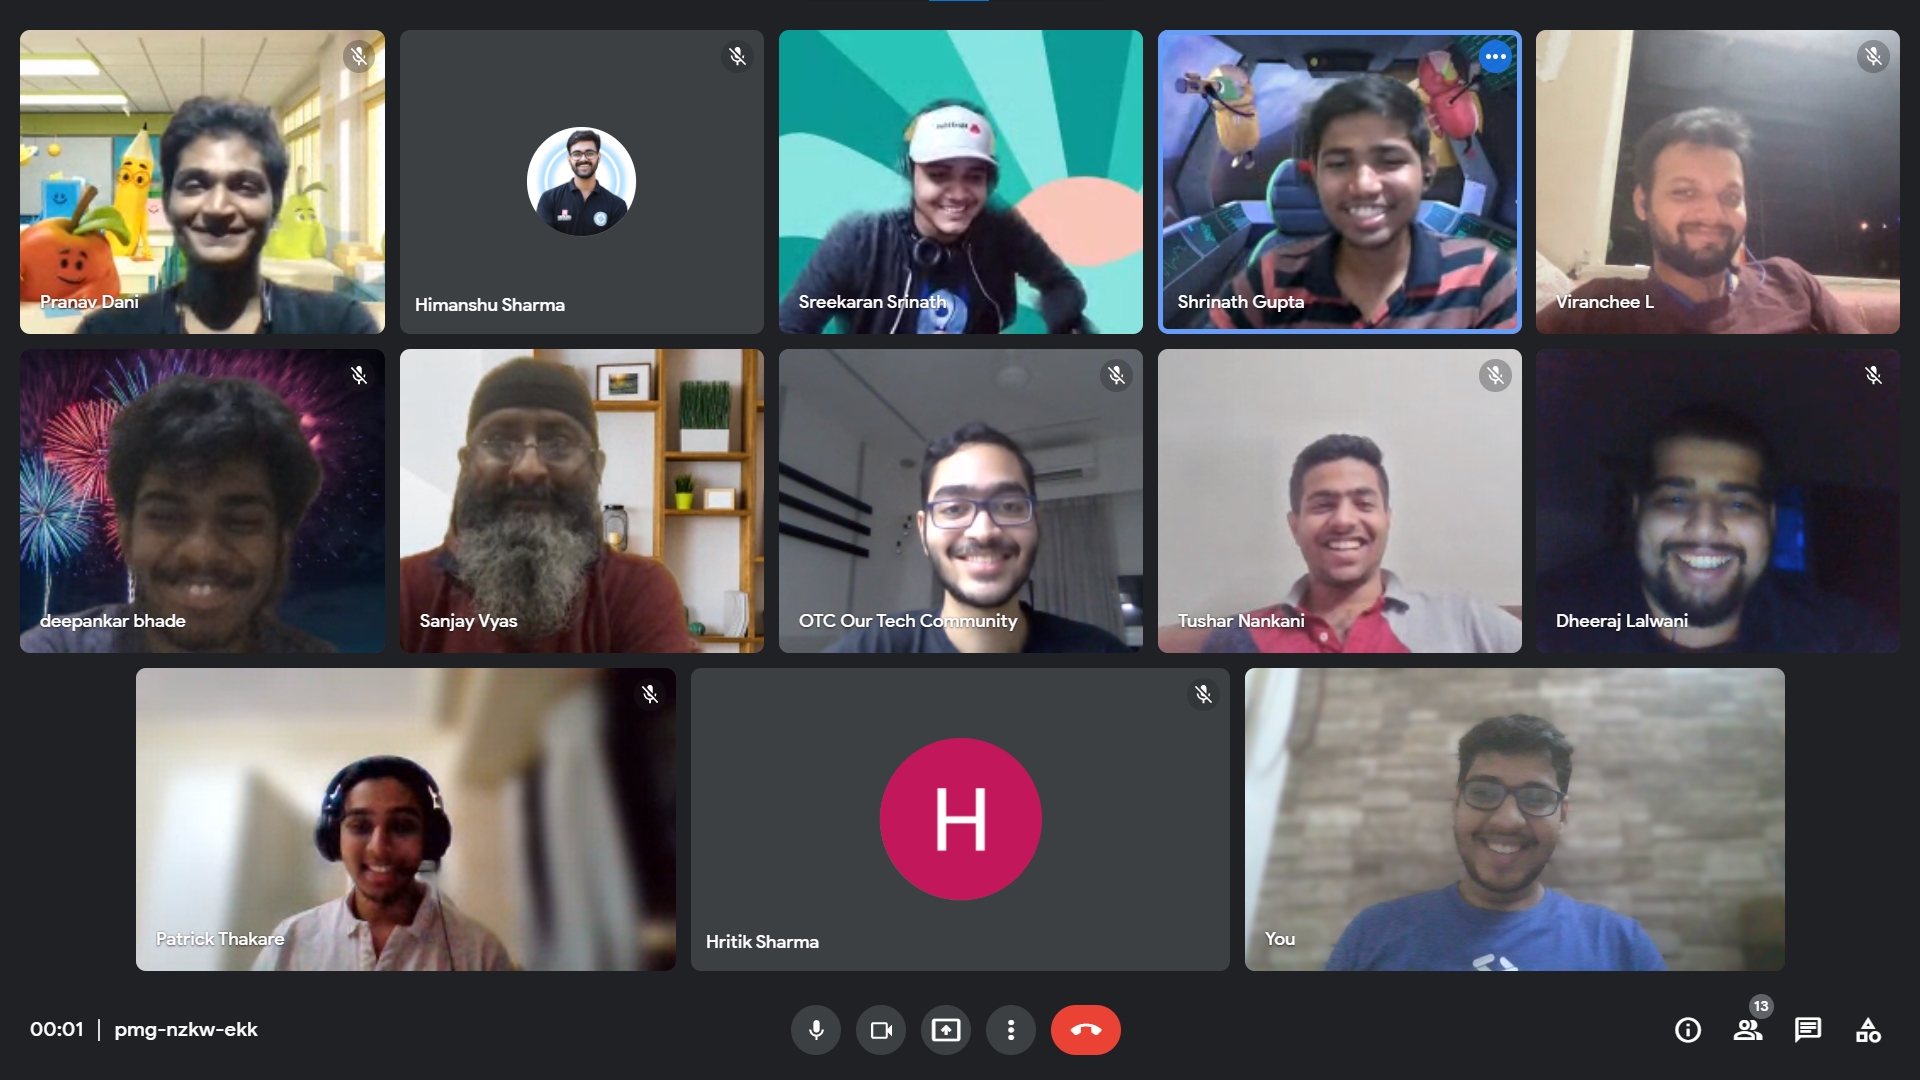 Pranav Dani
Himanshu Sharma
Sreekaran Srinath
Shrinath Gupta
Viranchee L
deepankar bhade
Sanjay Vyas
OTC Our Tech Community
Tushar Nankani
Dheeraj Lalwani
Patrick Thakare
H
Hritik Sharma
You
00:01 | pmg-nzkw-ekk
13